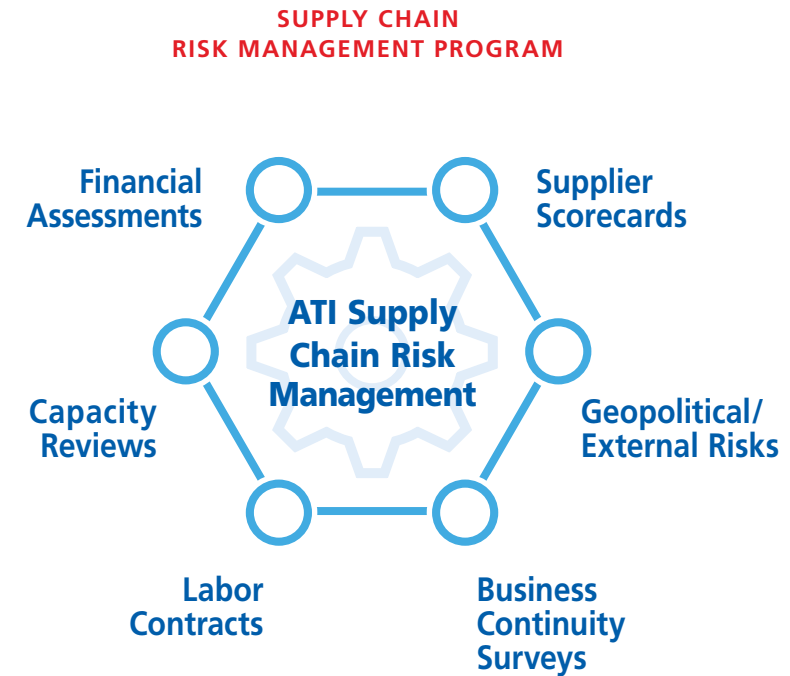 SUPPLY CHAIN
RISK MANAGEMENT PROGRAM
Financial
Assessments
Supplier
Scorecards
ATI Supply
Chain Risk
Management
Capacity
Reviews
Geopolitical/
External Risks
Labor
Contracts
Business
Continuity
Surveys